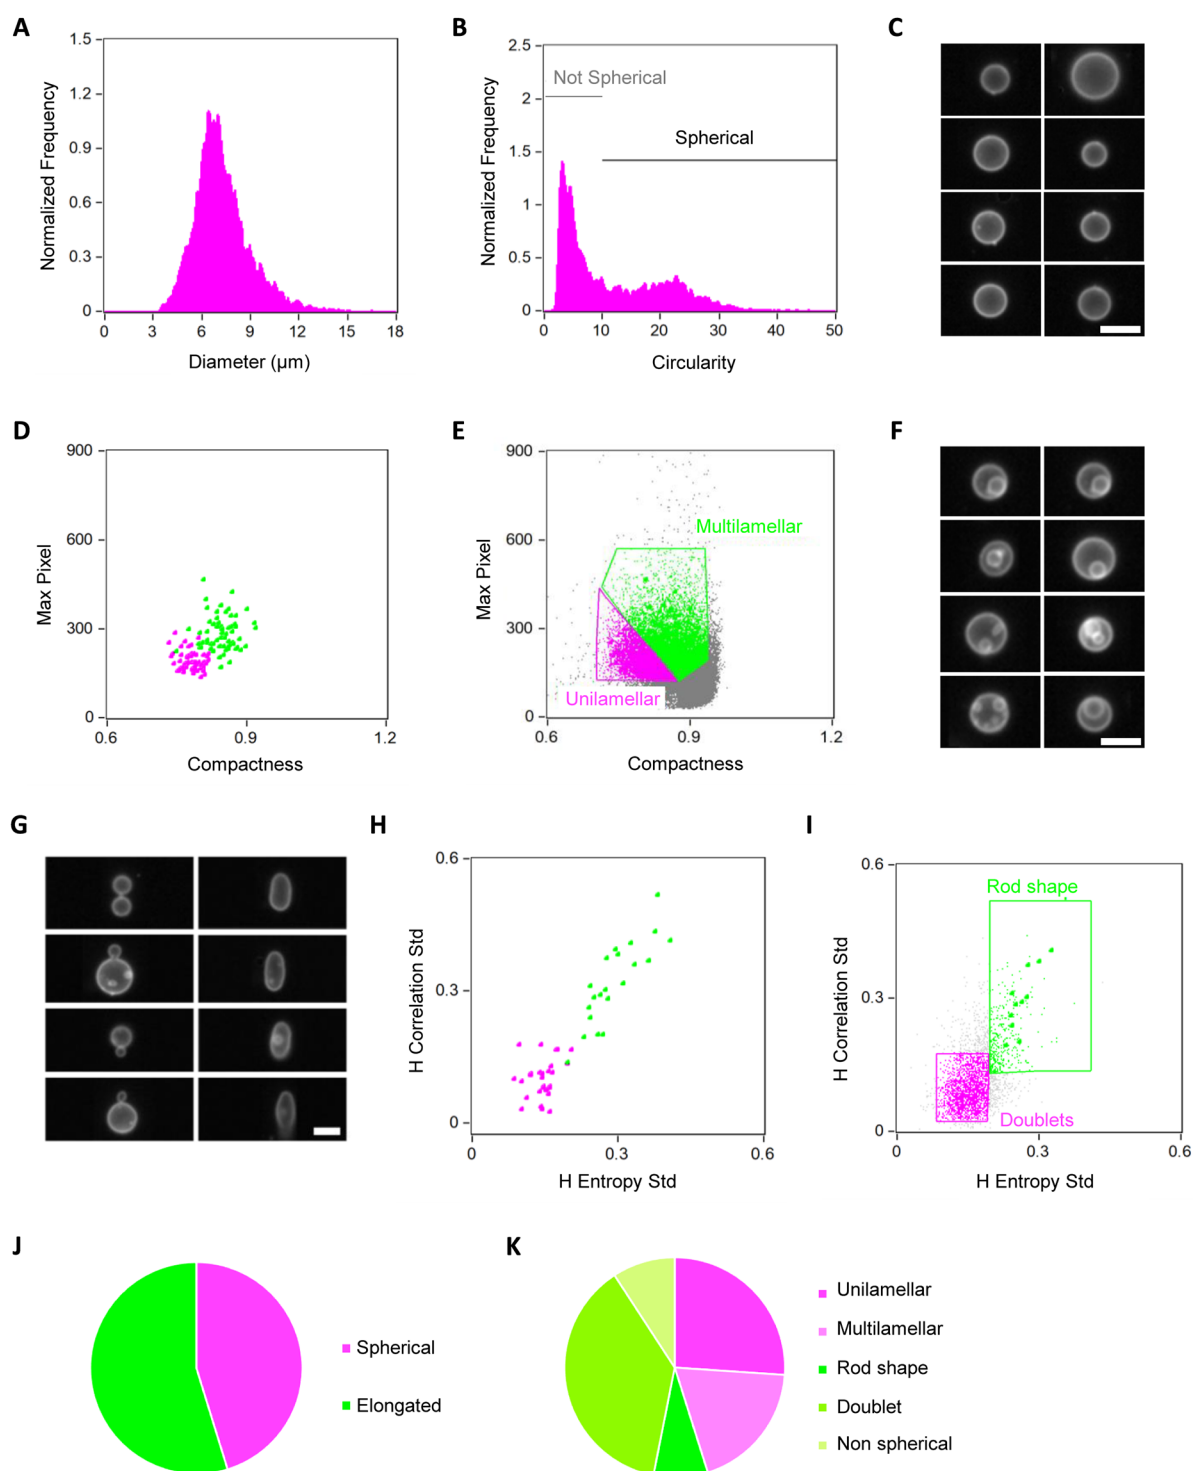 A
1.5
1.2
0.9
0.6
0.3
0
0
3
6
9
12
15
18
Normalized Frequency
Diameter (μm)
B
2.5
2
1.5
1
0.5
0
0
10
20
30
40
50
Normalized Frequency
Not Spherical
Spherical
Circularity
C
D
900
600
300
0
0.6
0.9
1.2
Max Pixel
Compactness
E
900
600
300
0
0.6
0.9
1.2
Max Pixel
Multilamellar
Unilamellar
Compactness
F
G
H
0.6
0.3
0
0
0.3
0.6
H Correlation Std
H Entropy Std
I
0.6
0.3
0
0
0.3
0.6
H Correlation Std
Rod shape
Doublets
H Entropy Std
J
Spherical
Elongated
K
Unilamellar
Multilamellar
Rod shape
Doublet
Non spherical